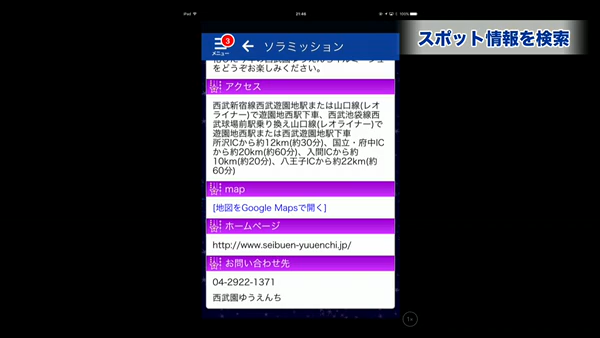 iPad
21:46
100%
スポット情報を検索
3
メニュー
ソラミッション
をどうぞお楽しみください。
アクセス
西武新宿線西武遊園地駅または山口線(レオ
ライナー)で遊園地西駅下車、西武池袋線西
武球場前駅乗り換え山口線(レオライナー)で
遊園地西駅または西武遊園地駅下車
所沢ICから約12km(約30分)、国立・府中IC
から約20km(約60分)、入間ICから約
10km(約20分)、八王子ICから約22km(約
60分)
map
[地図をGoogle Mapsで開く]
ホームページ
http://www.seibuen-yuuenchi.jp/
お問い合わせ先
04-2922-1371
西武園ゆうえんち
1×